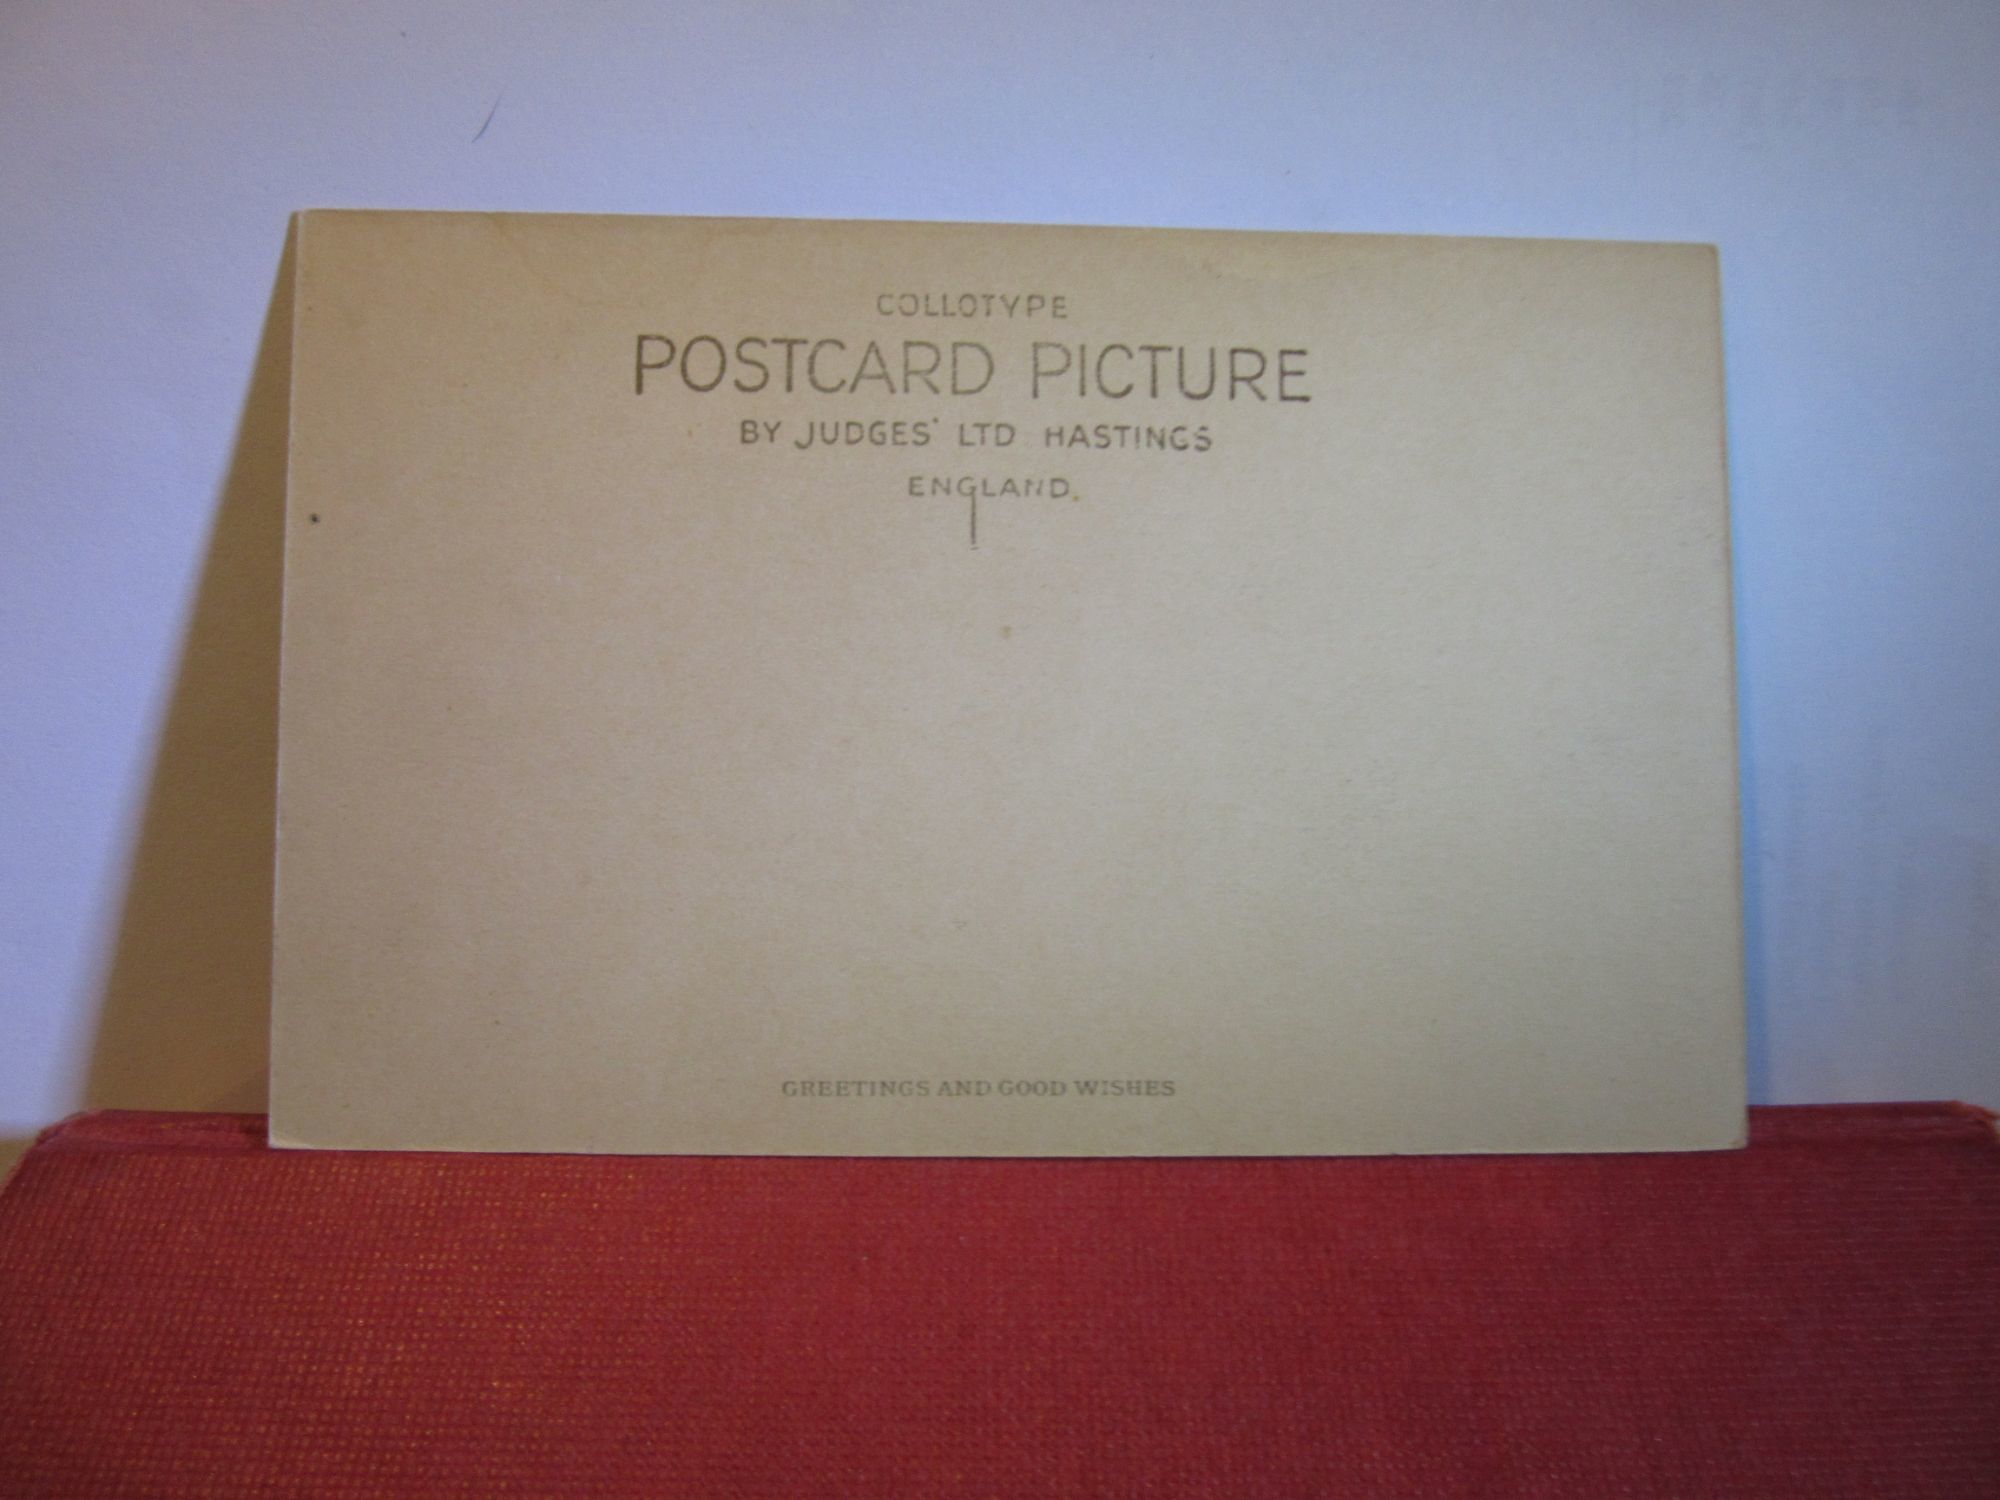 COLLOTYPE
POSTCARD PICTURE
BY JUDGES' LTD HASTINGS
ENGLAND.
GREETINGS AND GOOD WISHES